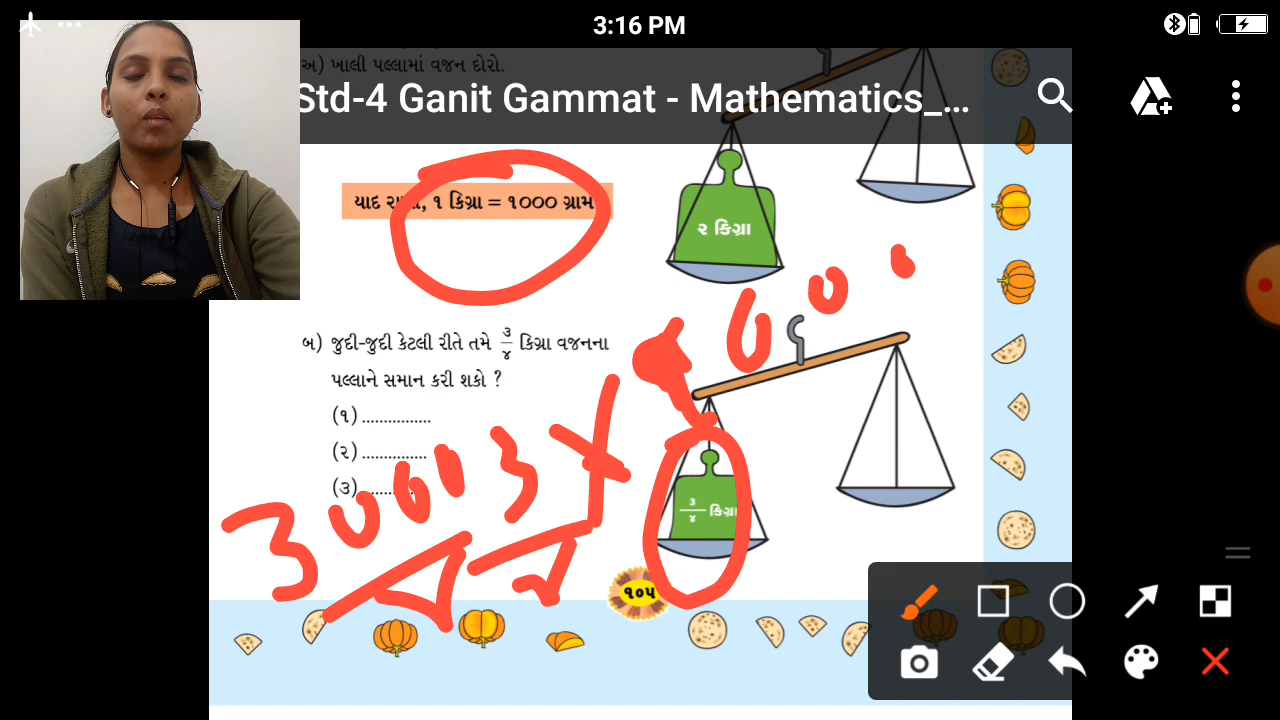 3:16 PM
અ) ખાલી પલ્લામાં વજન દોરો.
Std-4 Ganit Gammat - Mathematics_...
યાદ ૧ કિગ્રા = ૧૦૦૦ ગ્રામ
૨ કિગ્રા
બ) જુદી-જુદી કેટલી રીતે તમે ૩/૪ કિગ્રા વજનના
પલ્લાને સમાન કરી શકો ?
(૧) ................
(૨) ...............
(૩) ..........
૩/૪ કિગ્રા
૧૦૫